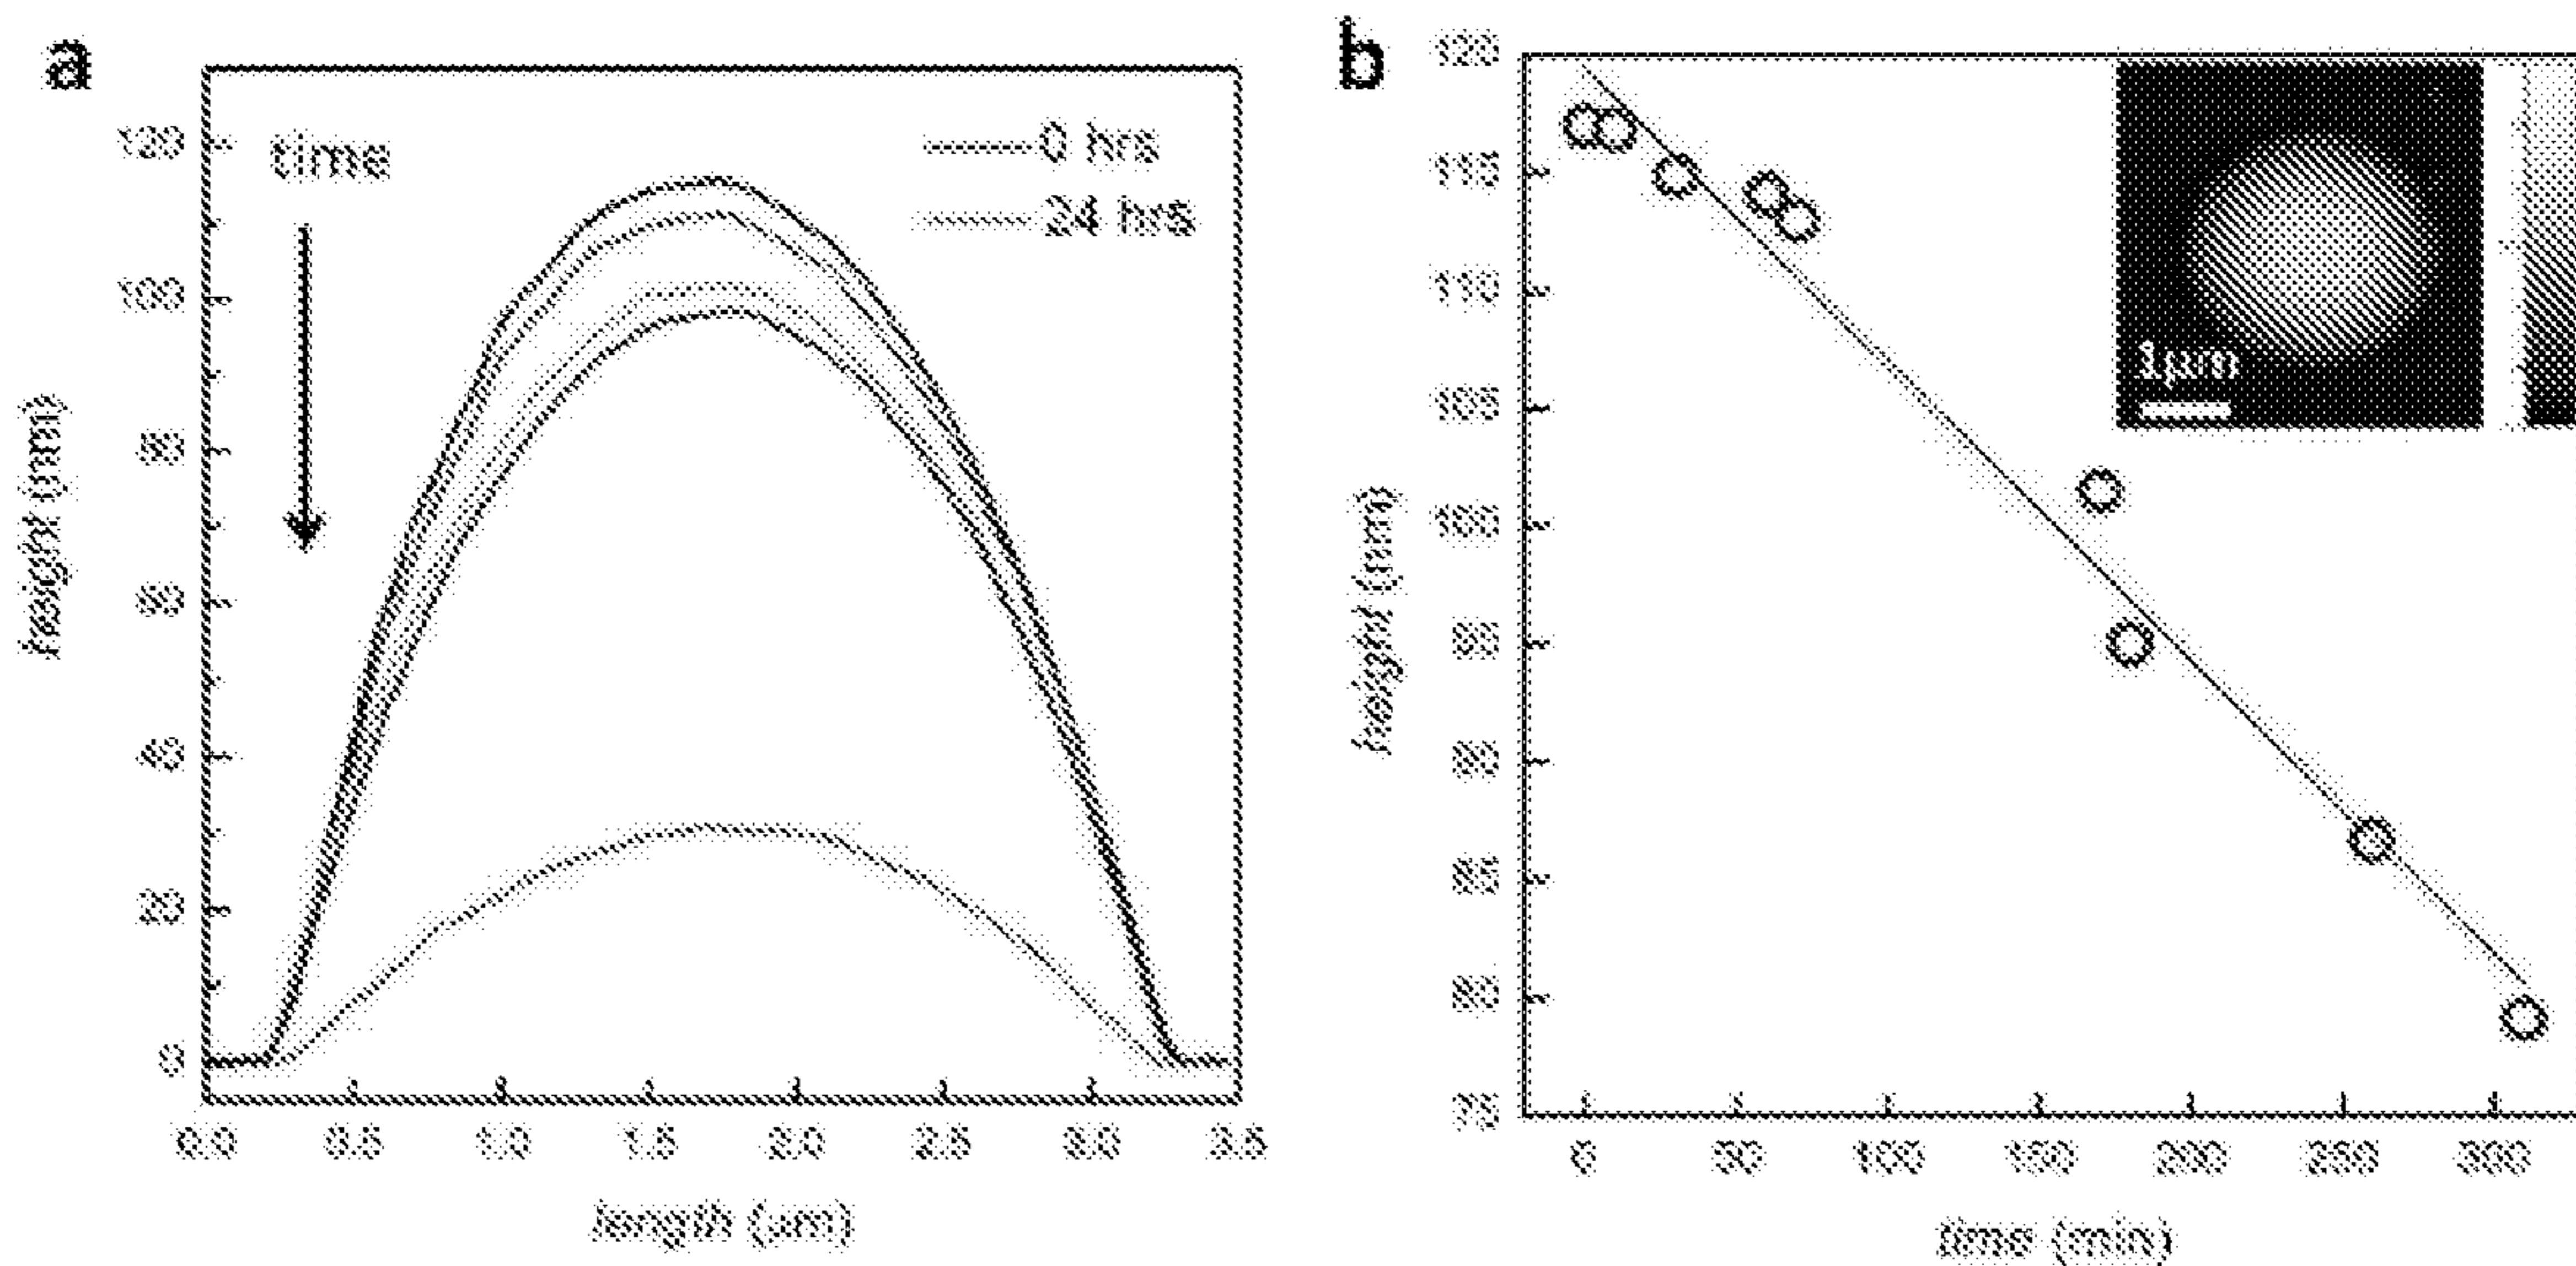 a
time
0 hrs
24 hrs
120
100
80
60
40
20
0
height (nm)
0.0 0.5 1.0 1.5 2.0 2.5 3.0 3.5
length (μm)
b
120
115
110
105
100
95
90
85
80
75
height (nm)
1μm
0 50 100 150 200 250 300
time (min)